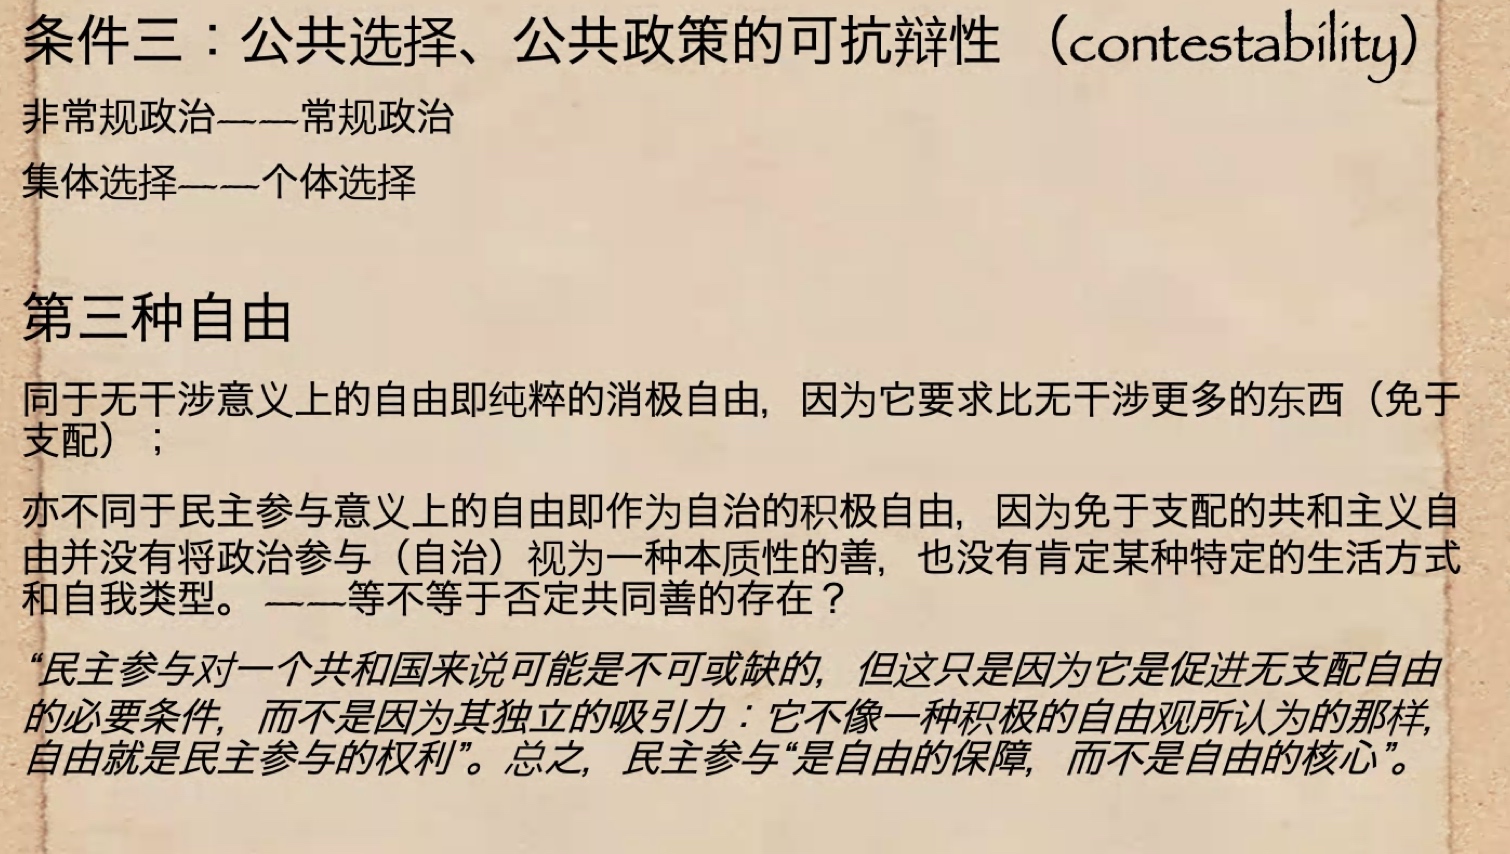 条件三：公共选择、公共政策的可抗辩性 （contestability）
非常规政治——常规政治
集体选择——个体选择
第三种自由
同于无干涉意义上的自由即纯粹的消极自由，因为它要求比无干涉更多的东西（免于
支配）；
亦不同于民主参与意义上的自由即作为自治的积极自由，因为免于支配的共和主义自
由并没有将政治参与（自治）视为一种本质性的善，也没有肯定某种特定的生活方式
和自我类型。 ——等不等于否定共同善的存在？
“民主参与对一个共和国来说可能是不可或缺的，但这只是因为它是促进无支配自由
的必要条件，而不是因为其独立的吸引力：它不像一种积极的自由观所认为的那样，
自由就是民主参与的权利”。总之，民主参与“是自由的保障，而不是自由的核心”。